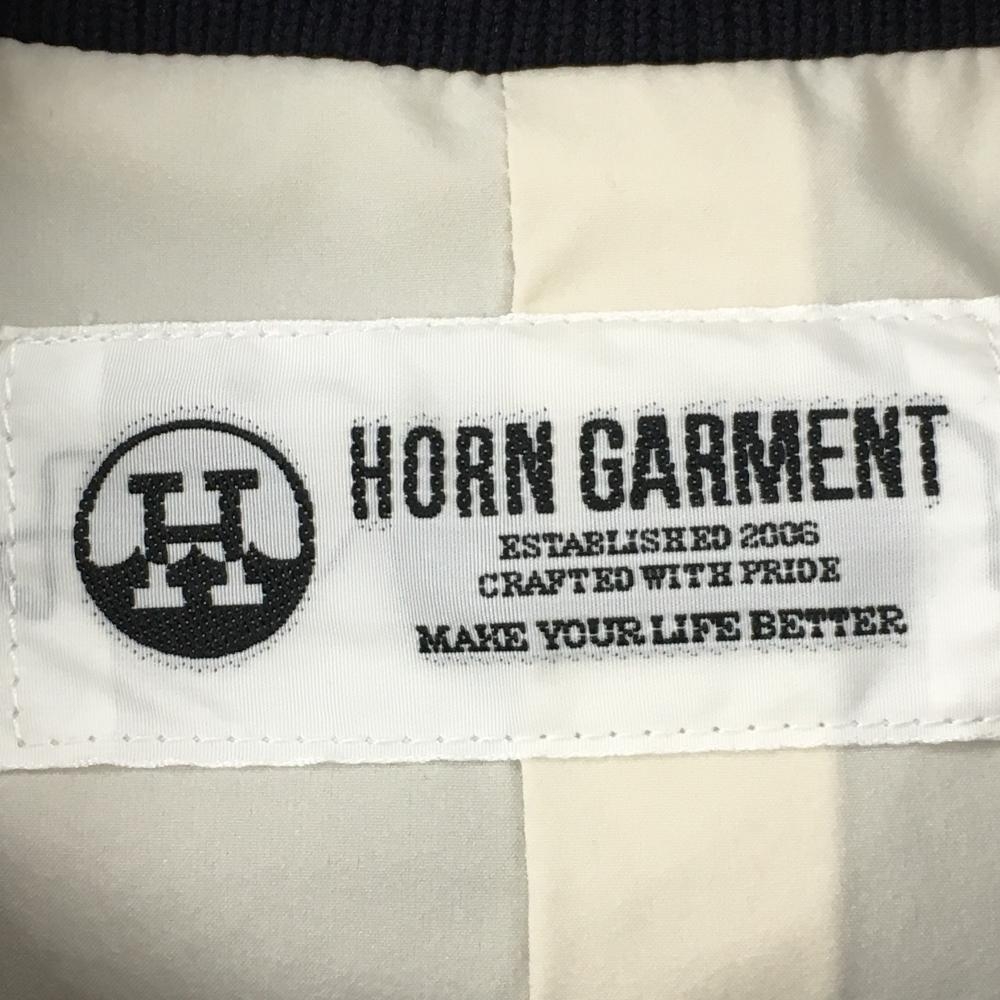 H
HORN GARMENT
ESTABLISHED 2006
CRAFTED WITH PRIDE
MAKE YOUR LIFE BETTER